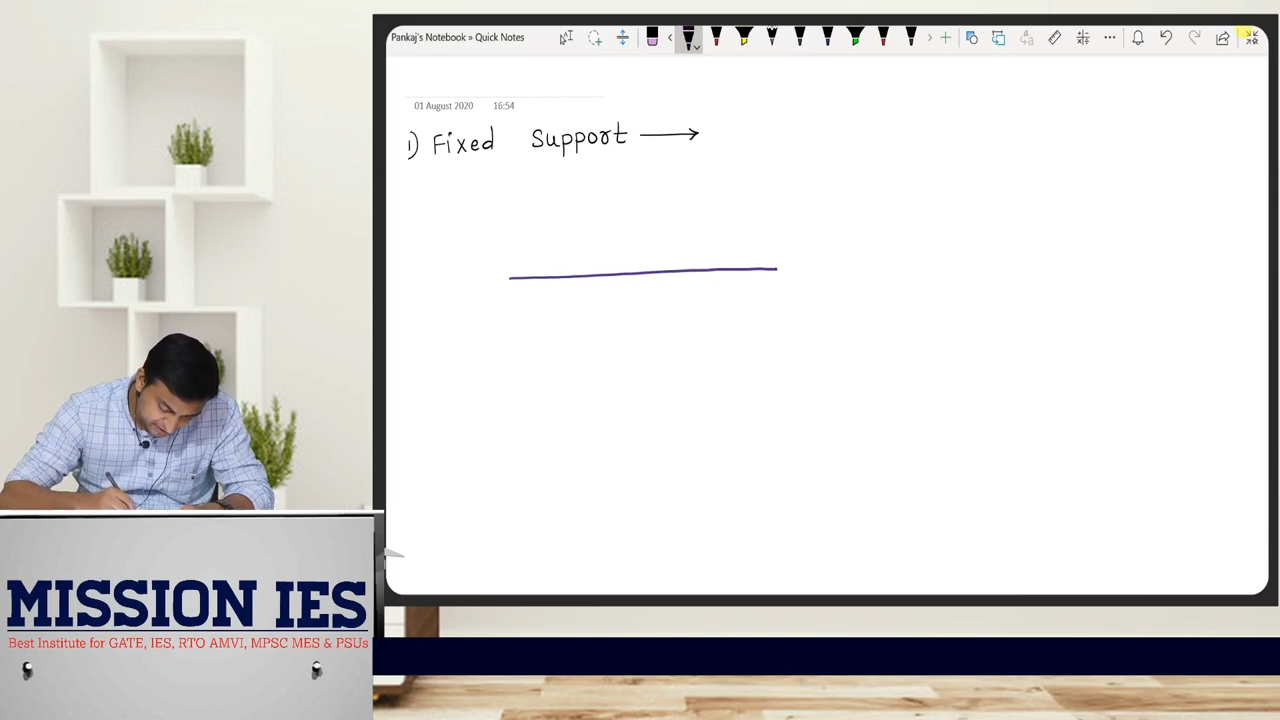 Pankaj's Notebook » Quick Notes
01 August 2020 16:54
1) Fixed Support →
MISSION IES
Best Institute for GATE, IES, RTO AMVI, MPSC MES & PSUs